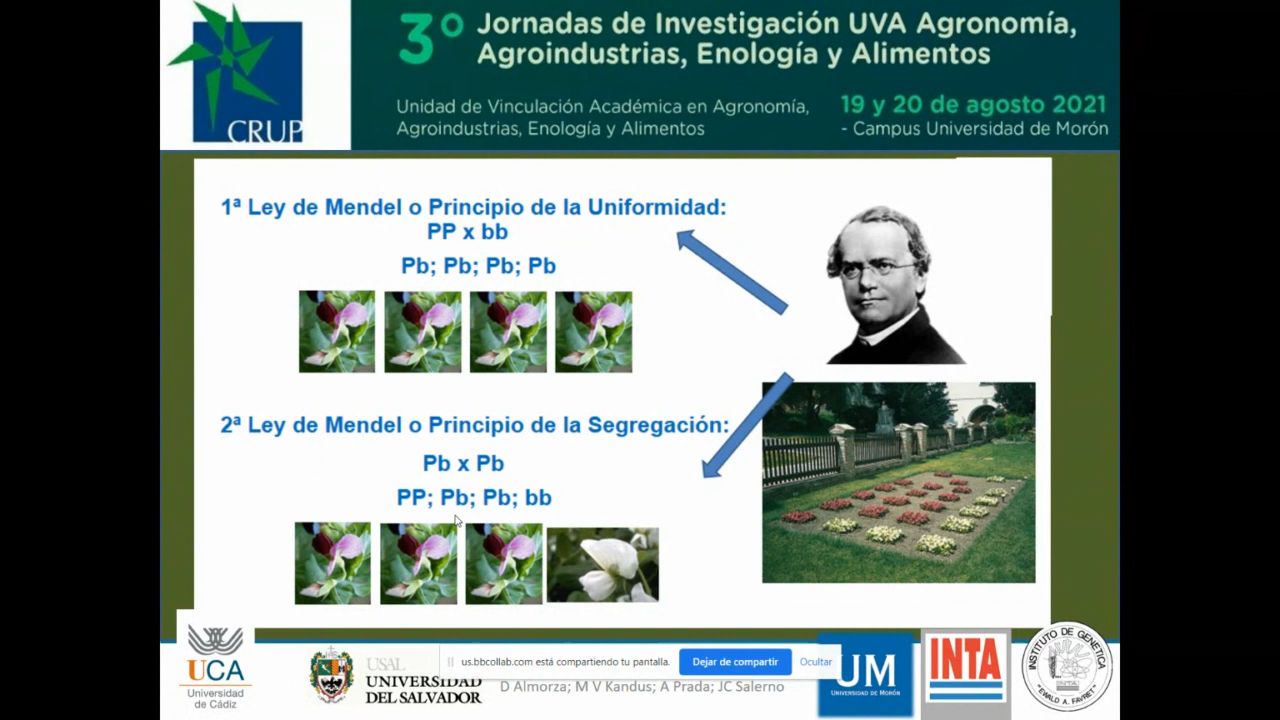 CRUP
3º Jornadas de Investigación UVA Agronomía,
Agroindustrias, Enología y Alimentos
Unidad de Vinculación Académica en Agronomía,
Agroindustrias, Enología y Alimentos
19 y 20 de agosto 2021
- Campus Universidad de Morón
1ª Ley de Mendel o Principio de la Uniformidad:
PP x bb
Pb; Pb; Pb; Pb
2ª Ley de Mendel o Principio de la Segregación:
Pb x Pb
PP; Pb; Pb; bb
UCA
Universidad
de Cádiz
USAL
UNIVERSIDAD
DEL SALVADOR
us.bbcollab.com está compartiendo tu pantalla.
Dejar de compartir
Ocultar
D Almorza; M V Kandus; A Prada; JC Salerno
UM
UNIVERSIDAD DE MORÓN
INTA
INSTITUTO DE GENETICA
INTA
"EWALD A. FAVRET"